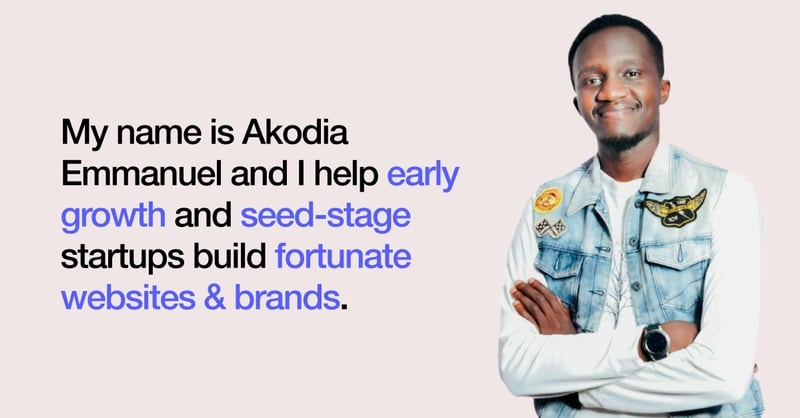 My name is Akodia
Emmanuel and I help early
growth and seed-stage
startups build fortunate
websites & brands.